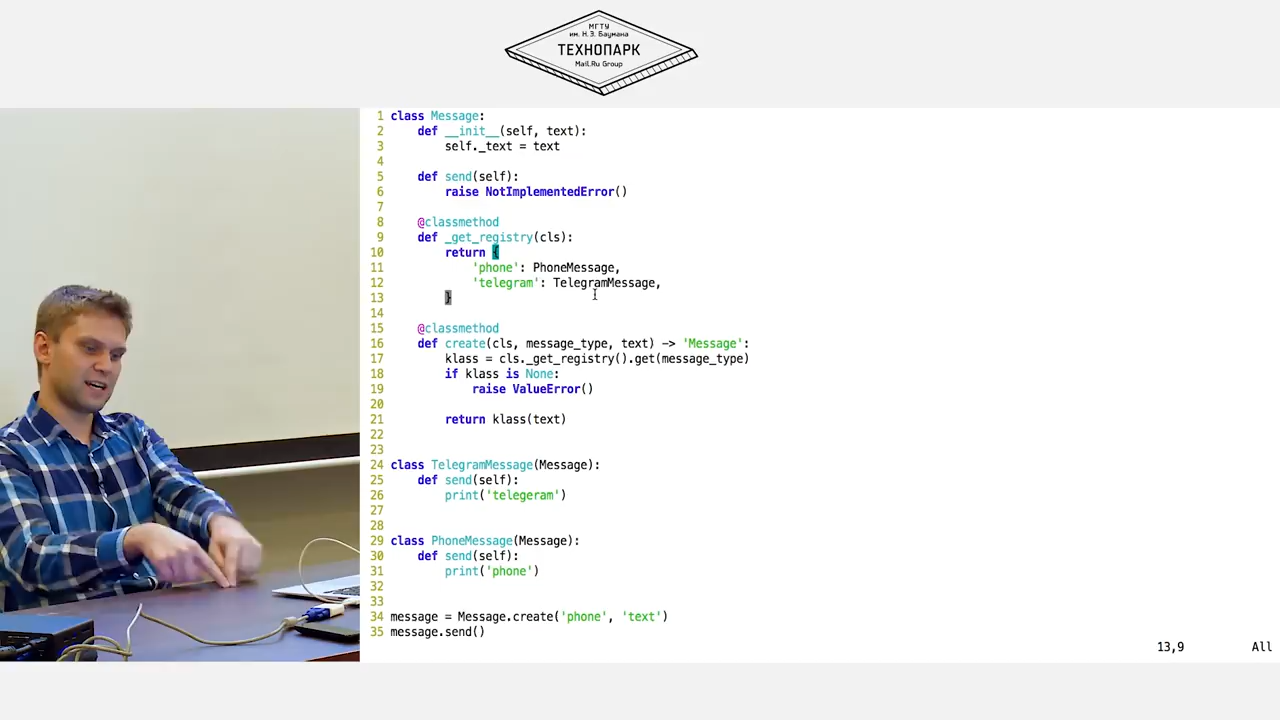 МГТУ
им. Н.Э. Баумана
ТЕХНОПАРК
Mail.Ru Group
1 class Message:
2     def __init__(self, text):
3         self._text = text
4
5     def send(self):
6         raise NotImplementedError()
7
8     @classmethod
9     def _get_registry(cls):
10         return {
11             'phone': PhoneMessage,
12             'telegram': TelegramMessage,
13         }
14
15     @classmethod
16     def create(cls, message_type, text) -> 'Message':
17         klass = cls._get_registry().get(message_type)
18         if klass is None:
19             raise ValueError()
20
21         return klass(text)
22
23
24 class TelegramMessage(Message):
25     def send(self):
26         print('telegeram')
27
28
29 class PhoneMessage(Message):
30     def send(self):
31         print('phone')
32
33
34 message = Message.create('phone', 'text')
35 message.send()
13,9 All